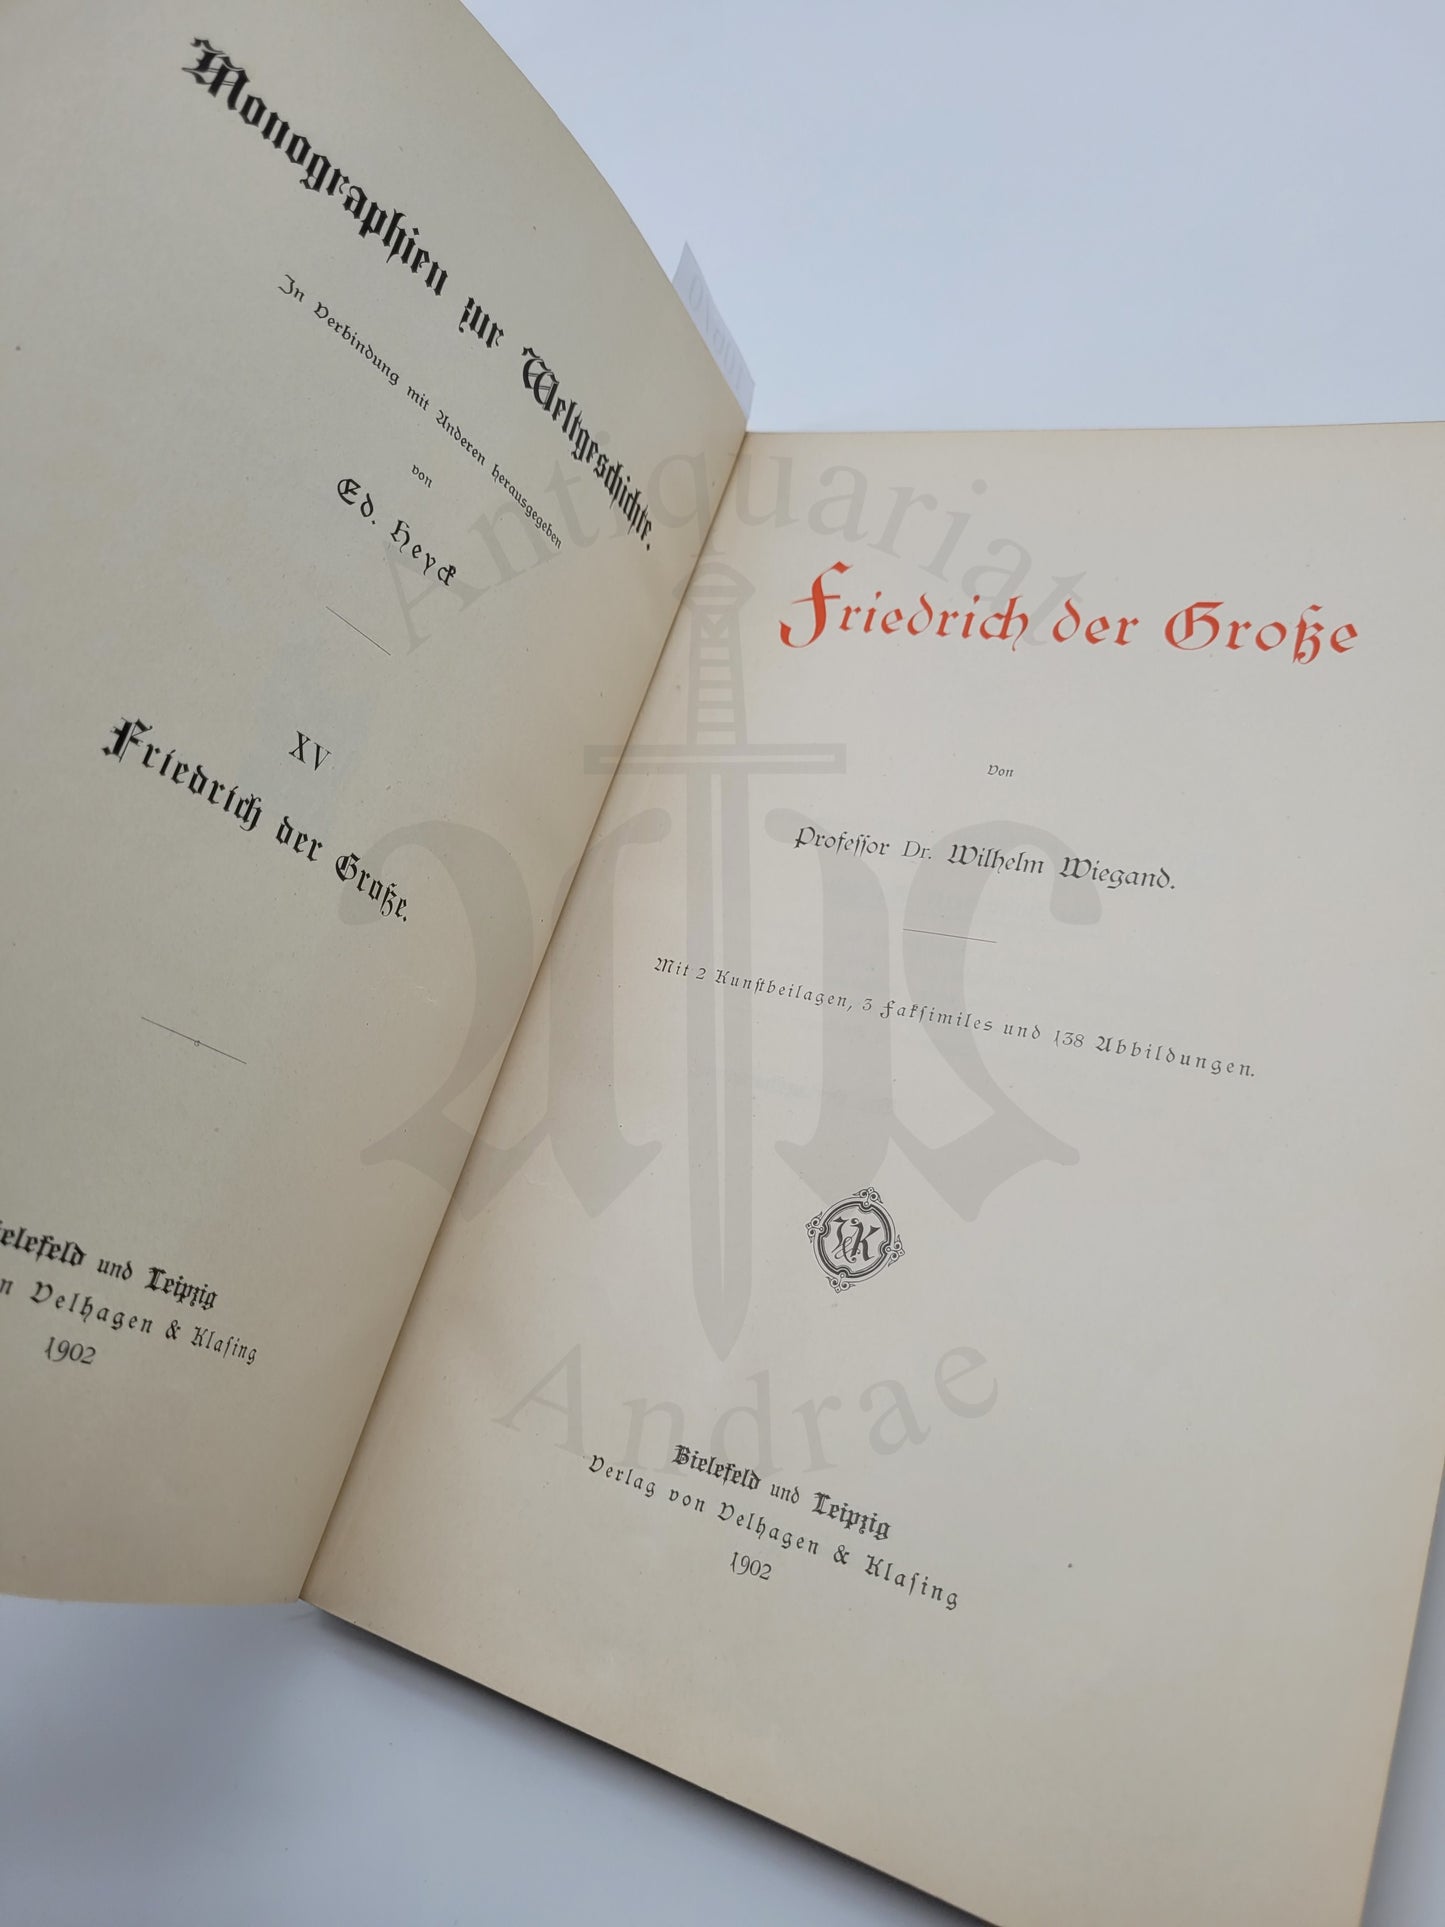 Monographien zur Weltgeschichte.
In Verbindung mit Anderen herausgegeben
von
Ed. Heyck
XV
Friedrich der Große.
Bielefeld und Leipzig
Velhagen & Klaſing
1902
Friedrich der Große
Von
Profeſſor Dr. Wilhelm Wiegand.
Mit 2 Kunſtbeilagen, 3 Fakſimiles und 138 Abbildungen.
V&K
Bielefeld und Leipzig
Verlag von Velhagen & Klaſing
1902
Antiquariat
Andrae